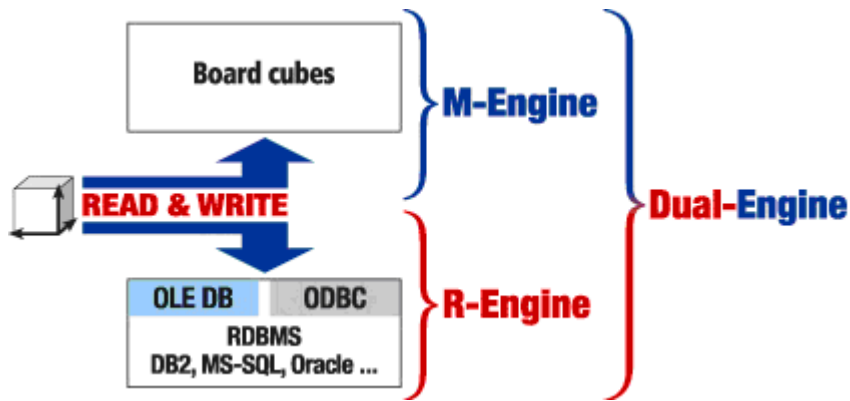 Board cubes
M-Engine
READ & WRITE
Dual-Engine
OLE DB
ODBC
R-Engine
RDBMS
DB2, MS-SQL, Oracle ...